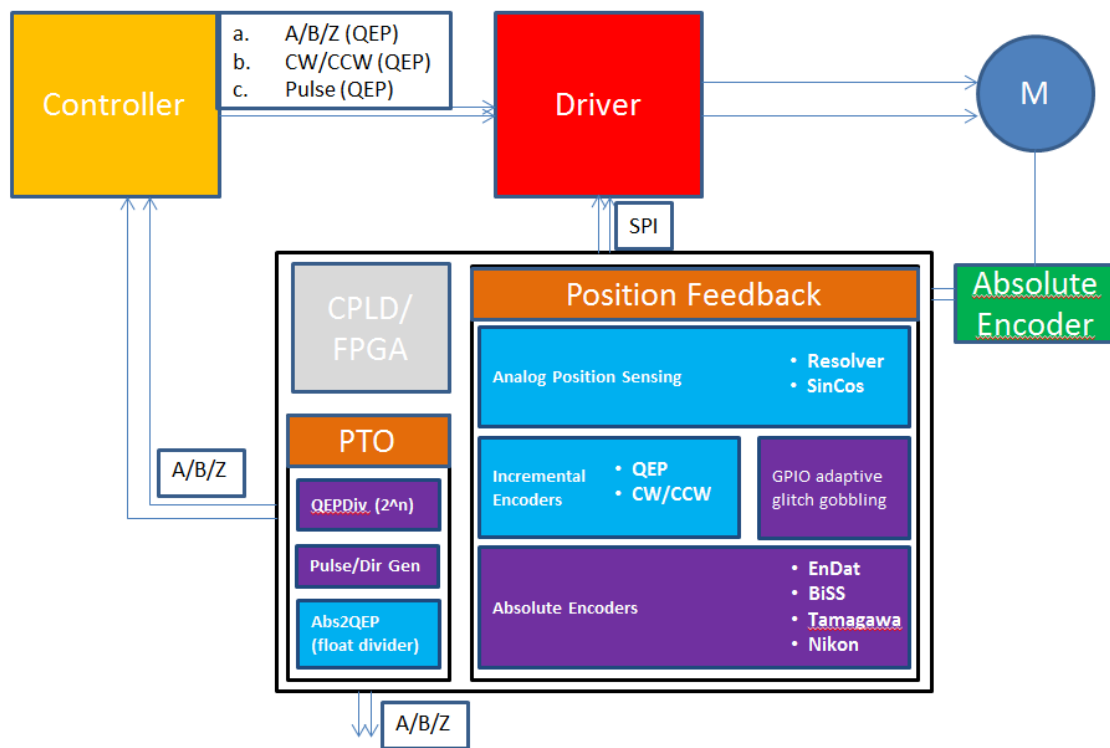 Controller
a. A/B/Z (QEP)
b. CW/CCW (QEP)
c. Pulse (QEP)
Driver
M
SPI
Absolute
Encoder
CPLD/
FPGA
Position Feedback
Analog Position Sensing
• Resolver
• SinCos
PTO
A/B/Z
Incremental
Encoders
• QEP
• CW/CCW
GPIO adaptive
glitch gobbling
QEPDiv (2^n)
Pulse/Dir Gen
Abs2QEP
(float divider)
Absolute Encoders
• EnDat
• BiSS
• Tamagawa
• Nikon
A/B/Z